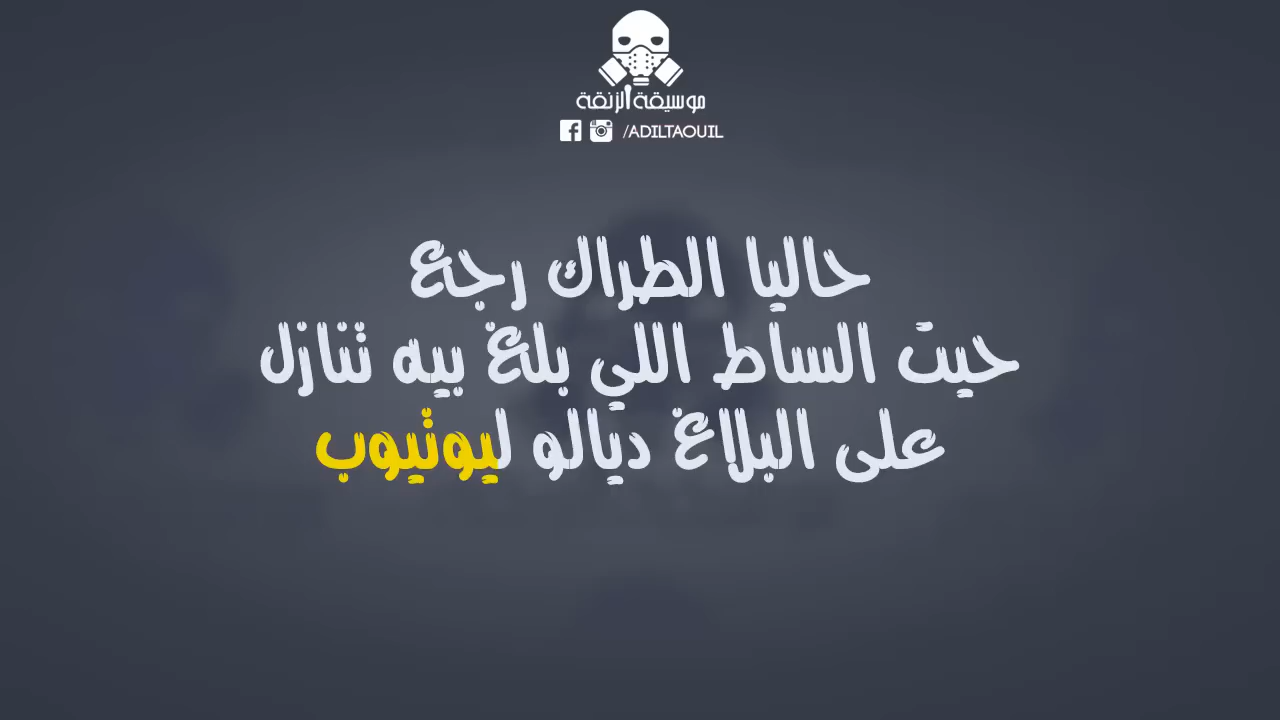 موسيقة الزنقة
/ADILTAOUIL
حاليا الطراك رجع
حيت الساط اللي بلغ بيه تنازل
على البلاغ ديالو ليوتيوب